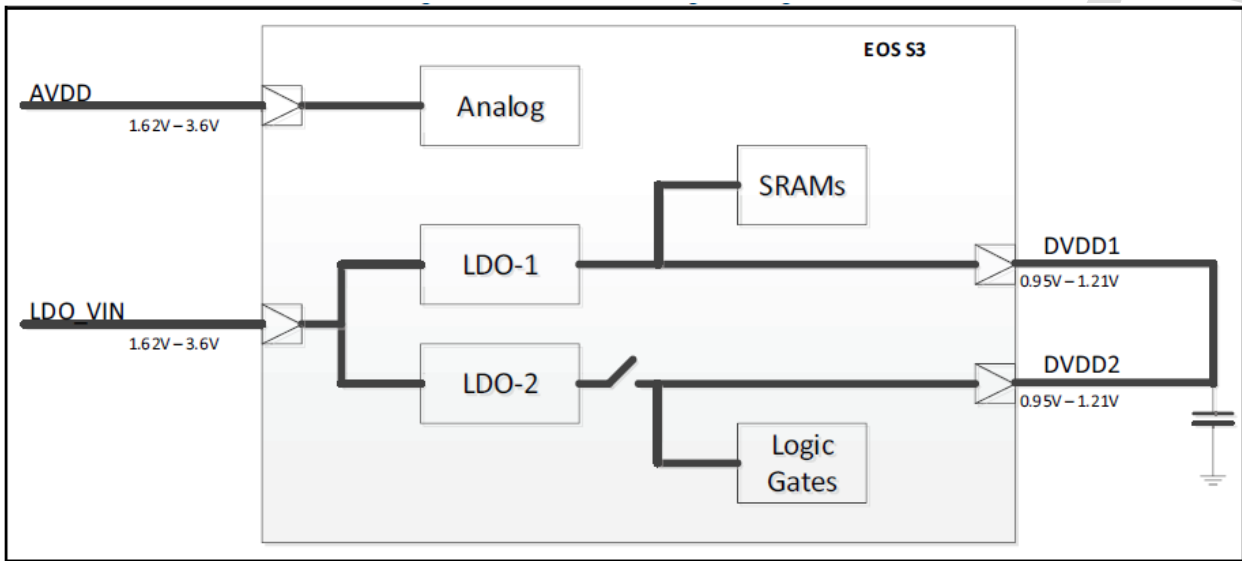 EOS S3
AVDD
1.62V – 3.6V
Analog
SRAMs
LDO-1
DVDD1
0.95V – 1.21V
LDO_VIN
1.62V – 3.6V
LDO-2
DVDD2
0.95V – 1.21V
Logic
Gates